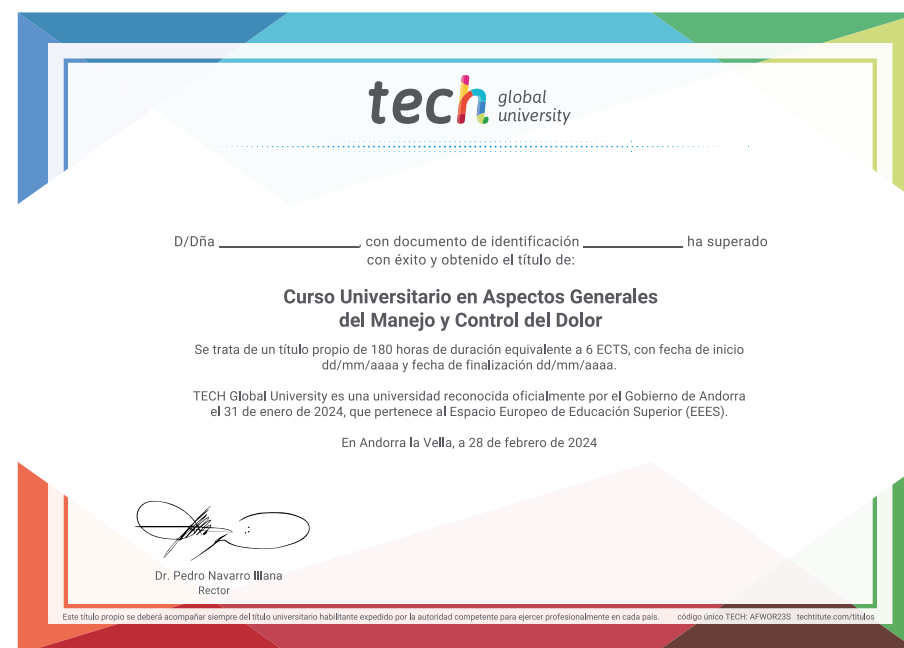 tech global university
D/Dña ____________________, con documento de identificación ______________ ha superado
con éxito y obtenido el título de:
Curso Universitario en Aspectos Generales
del Manejo y Control del Dolor
Se trata de un título propio de 180 horas de duración equivalente a 6 ECTS, con fecha de inicio
dd/mm/aaaa y fecha de finalización dd/mm/aaaa.
TECH Global University es una universidad reconocida oficialmente por el Gobierno de Andorra
el 31 de enero de 2024, que pertenece al Espacio Europeo de Educación Superior (EEES).
En Andorra la Vella, a 28 de febrero de 2024
Dr. Pedro Navarro Illana
Rector
Este título propio se deberá acompañar siempre del título universitario habilitante expedido por la autoridad competente para ejercer profesionalmente en cada país. código único TECH: AFWOR23S techtitute.com/titulos